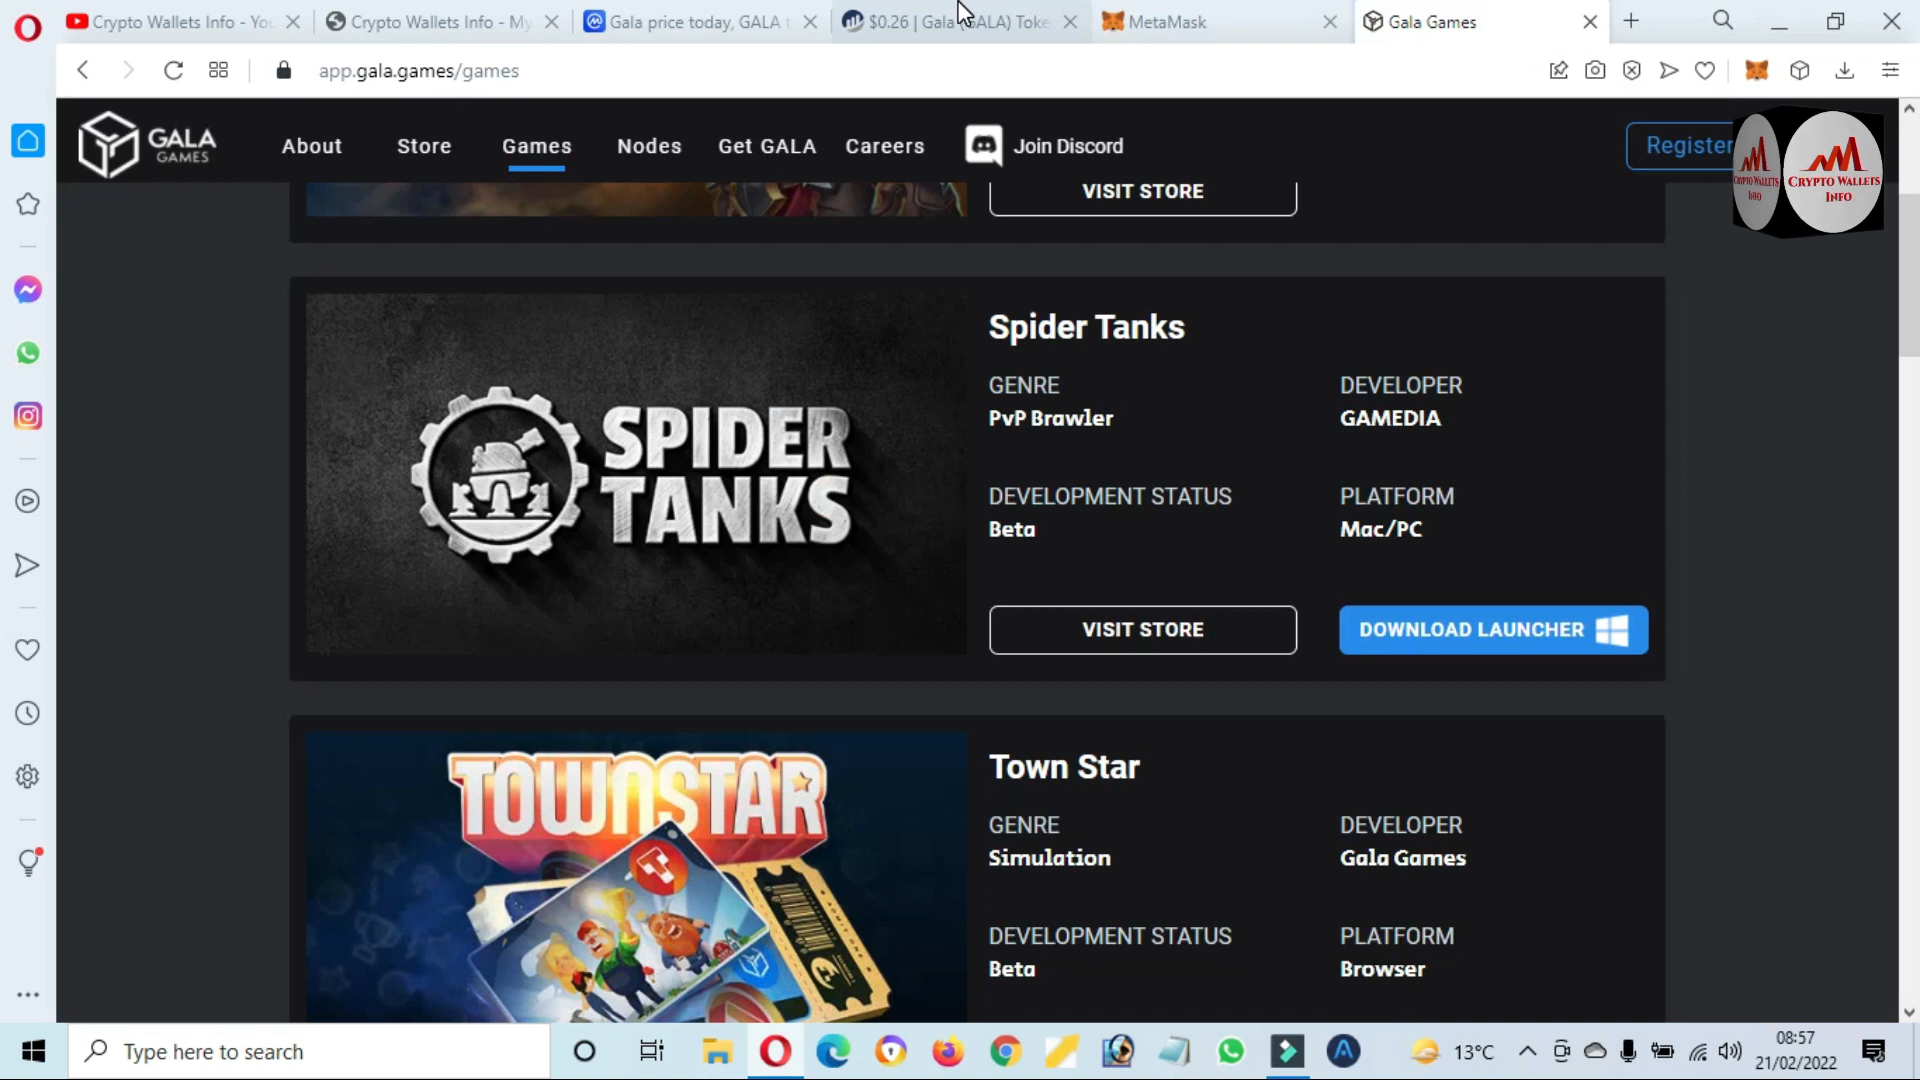 Crypto Wallets Info - You
Crypto Wallets Info - My
Gala price today, GALA t
$0.26 | Gala (GALA) Toke
MetaMask
Gala Games
app.gala.games/games
GALA
GAMES
About
Store
Games
Nodes
Get GALA
Careers
Join Discord
Register
CRYPTO WALLETS
INFO
CRYPTO WALLETS
INFO
VISIT STORE
SPIDER
TANKS
Spider Tanks
GENRE
DEVELOPER
PvP Brawler
GAMEDIA
DEVELOPMENT STATUS
PLATFORM
Beta
Mac/PC
VISIT STORE
DOWNLOAD LAUNCHER
TOWNSTAR
Town Star
GENRE
DEVELOPER
Simulation
Gala Games
DEVELOPMENT STATUS
PLATFORM
Beta
Browser
Type here to search
13°C
08:57
21/02/2022